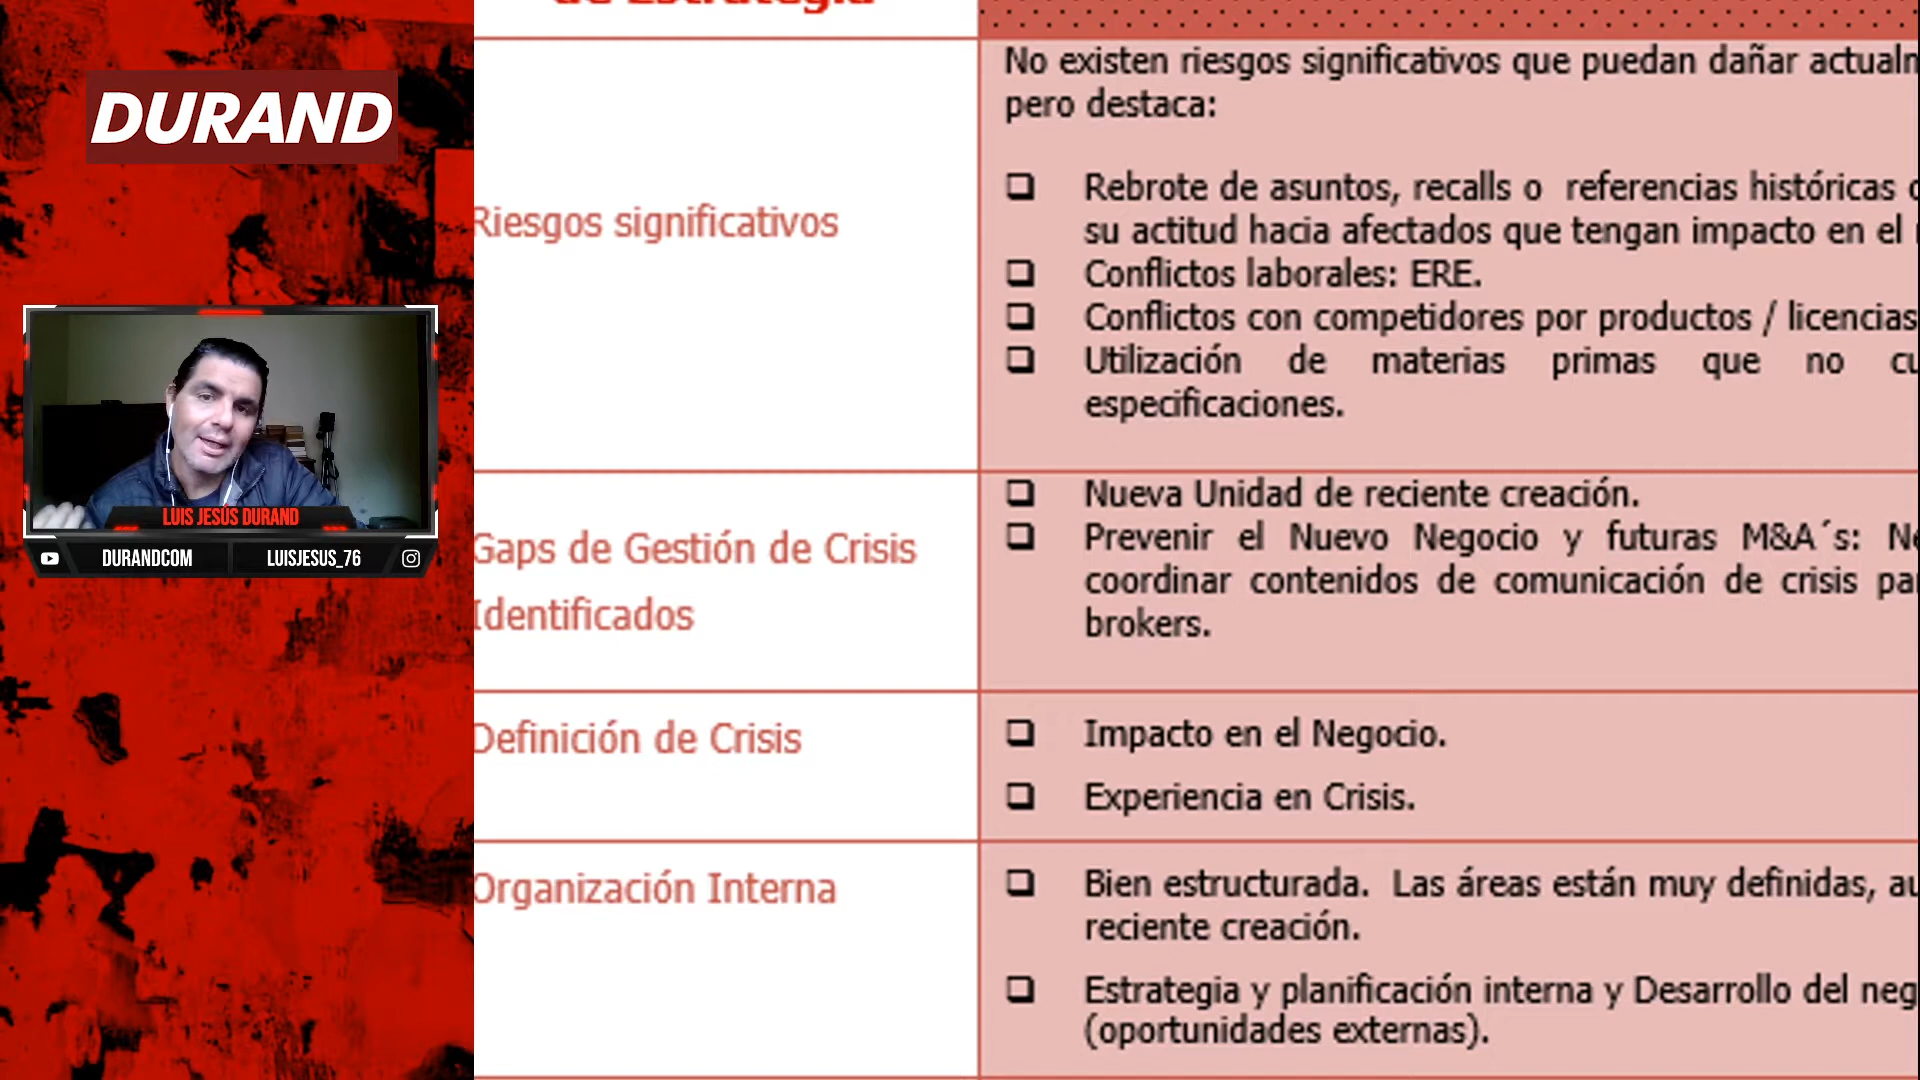 DURAND
LUIS JESÚS DURAND
DURANDCOM
LUISJESUS_76
de Estrategia
Riesgos significativos
No existen riesgos significativos que puedan dañar
pero destaca:
❑ Rebrote de asuntos, recalls o referencias históricas
su actitud hacia afectados que tengan impacto en el
❑ Conflictos laborales: ERE.
❑ Conflictos con competidores por productos / licencias
❑ Utilización de materias primas que no
especificaciones.
Gaps de Gestión de Crisis
Identificados
❑ Nueva Unidad de reciente creación.
❑ Prevenir el Nuevo Negocio y futuras M&A´s:
coordinar contenidos de comunicación de crisis
brokers.
Definición de Crisis
❑ Impacto en el Negocio.
❑ Experiencia en Crisis.
Organización Interna
❑ Bien estructurada. Las áreas están muy definidas,
reciente creación.
❑ Estrategia y planificación interna y Desarrollo del
(oportunidades externas).